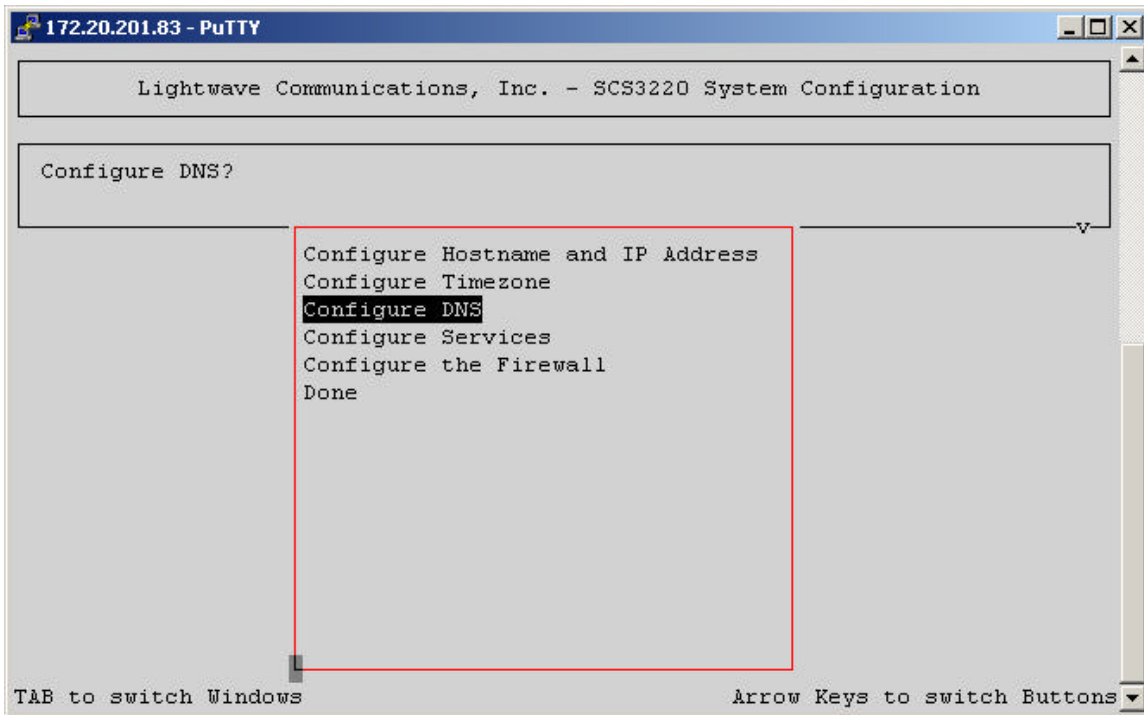 172.20.201.83 - PuTTY
Lightwave Communications, Inc. - SCS3220 System Configuration
Configure DNS?
v
Configure Hostname and IP Address
Configure Timezone
Configure DNS
Configure Services
Configure the Firewall
Done
TAB to switch Windows
Arrow Keys to switch Buttons